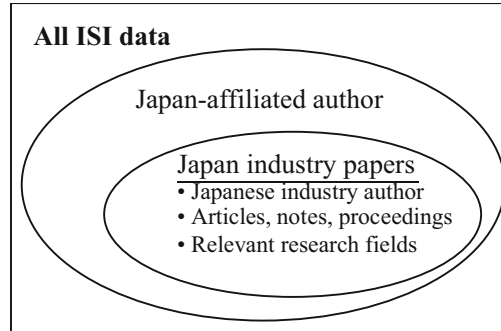 All ISI data
Japan-affiliated author
Japan industry papers
• Japanese industry author
• Articles, notes, proceedings
• Relevant research fields